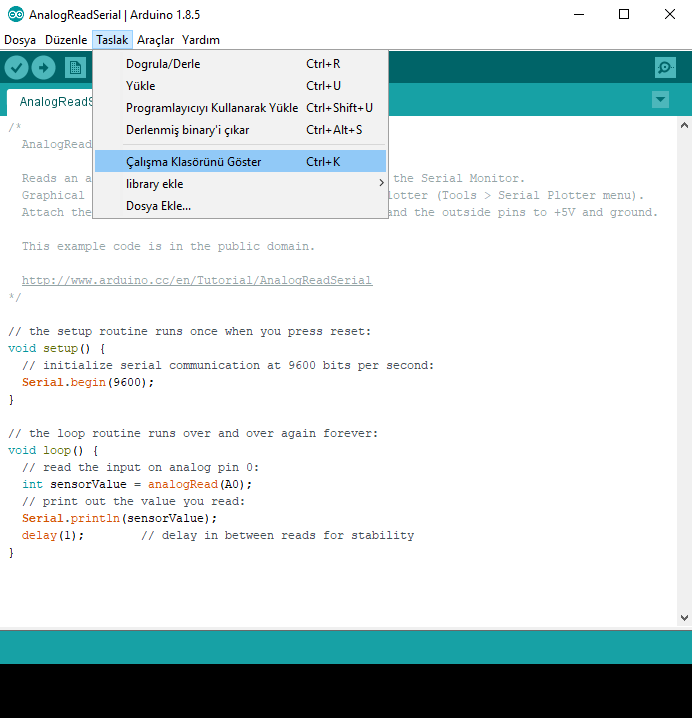 AnalogReadSerial | Arduino 1.8.5
Dosya Düzenle Taslak Araçlar Yardım
Dogrula/Derle Ctrl+R
Yükle Ctrl+U
Programlayıcıyı Kullanarak Yükle Ctrl+Shift+U
Derlenmiş binary'i çıkar Ctrl+Alt+S
Çalışma Klasörünü Göster Ctrl+K
library ekle
Dosya Ekle...
AnalogReadS
/*
AnalogRead
Reads an a the Serial Monitor.
Graphical lotter (Tools > Serial Plotter menu).
Attach the and the outside pins to +5V and ground.
This example code is in the public domain.
http://www.arduino.cc/en/Tutorial/AnalogReadSerial
*/
// the setup routine runs once when you press reset:
void setup() {
// initialize serial communication at 9600 bits per second:
Serial.begin(9600);
}
// the loop routine runs over and over again forever:
void loop() {
// read the input on analog pin 0:
int sensorValue = analogRead(A0);
// print out the value you read:
Serial.println(sensorValue);
delay(1);        // delay in between reads for stability
}